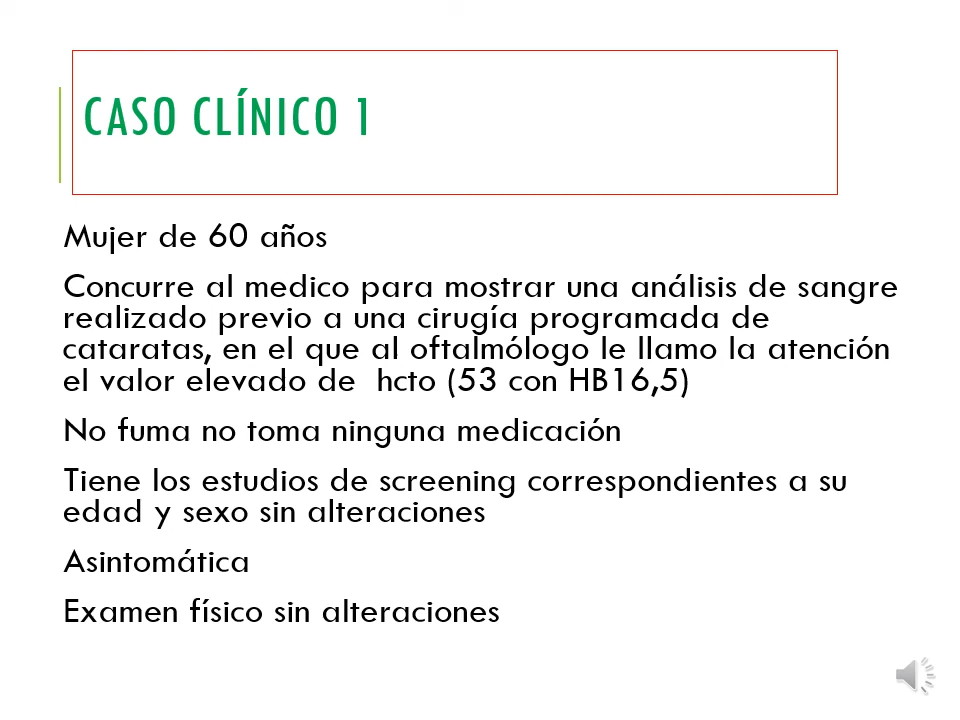 CASO CLÍNICO 1
Mujer de 60 años
Concurre al medico para mostrar una análisis de sangre
realizado previo a una cirugía programada de
cataratas, en el que al oftalmólogo le llamo la atención
el valor elevado de  hcto (53 con HB16,5)
No fuma no toma ninguna medicación
Tiene los estudios de screening correspondientes a su
edad y sexo sin alteraciones
Asintomática
Examen físico sin alteraciones